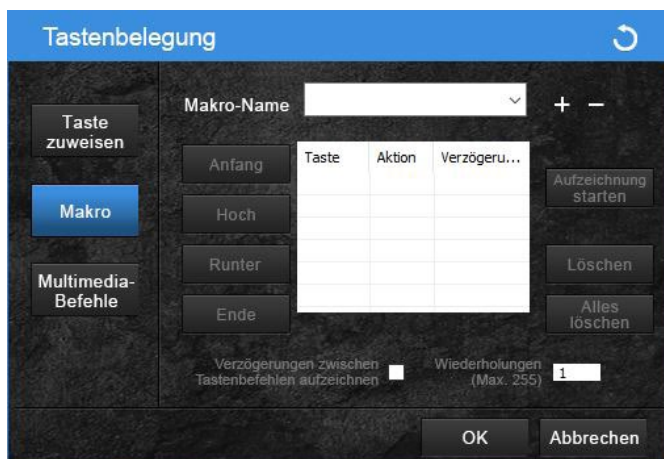 Tastenbelegung
Taste
zuweisen
Makro
Multimedia-
Befehle
Makro-Name
+ −
Anfang
Hoch
Runter
Ende
Taste Aktion Verzögeru...
Aufzeichnung
starten
Löschen
Alles
löschen
Verzögerungen zwischen
Tastenbefehlen aufzeichnen
Wiederholungen
(Max. 255)
1
OK
Abbrechen